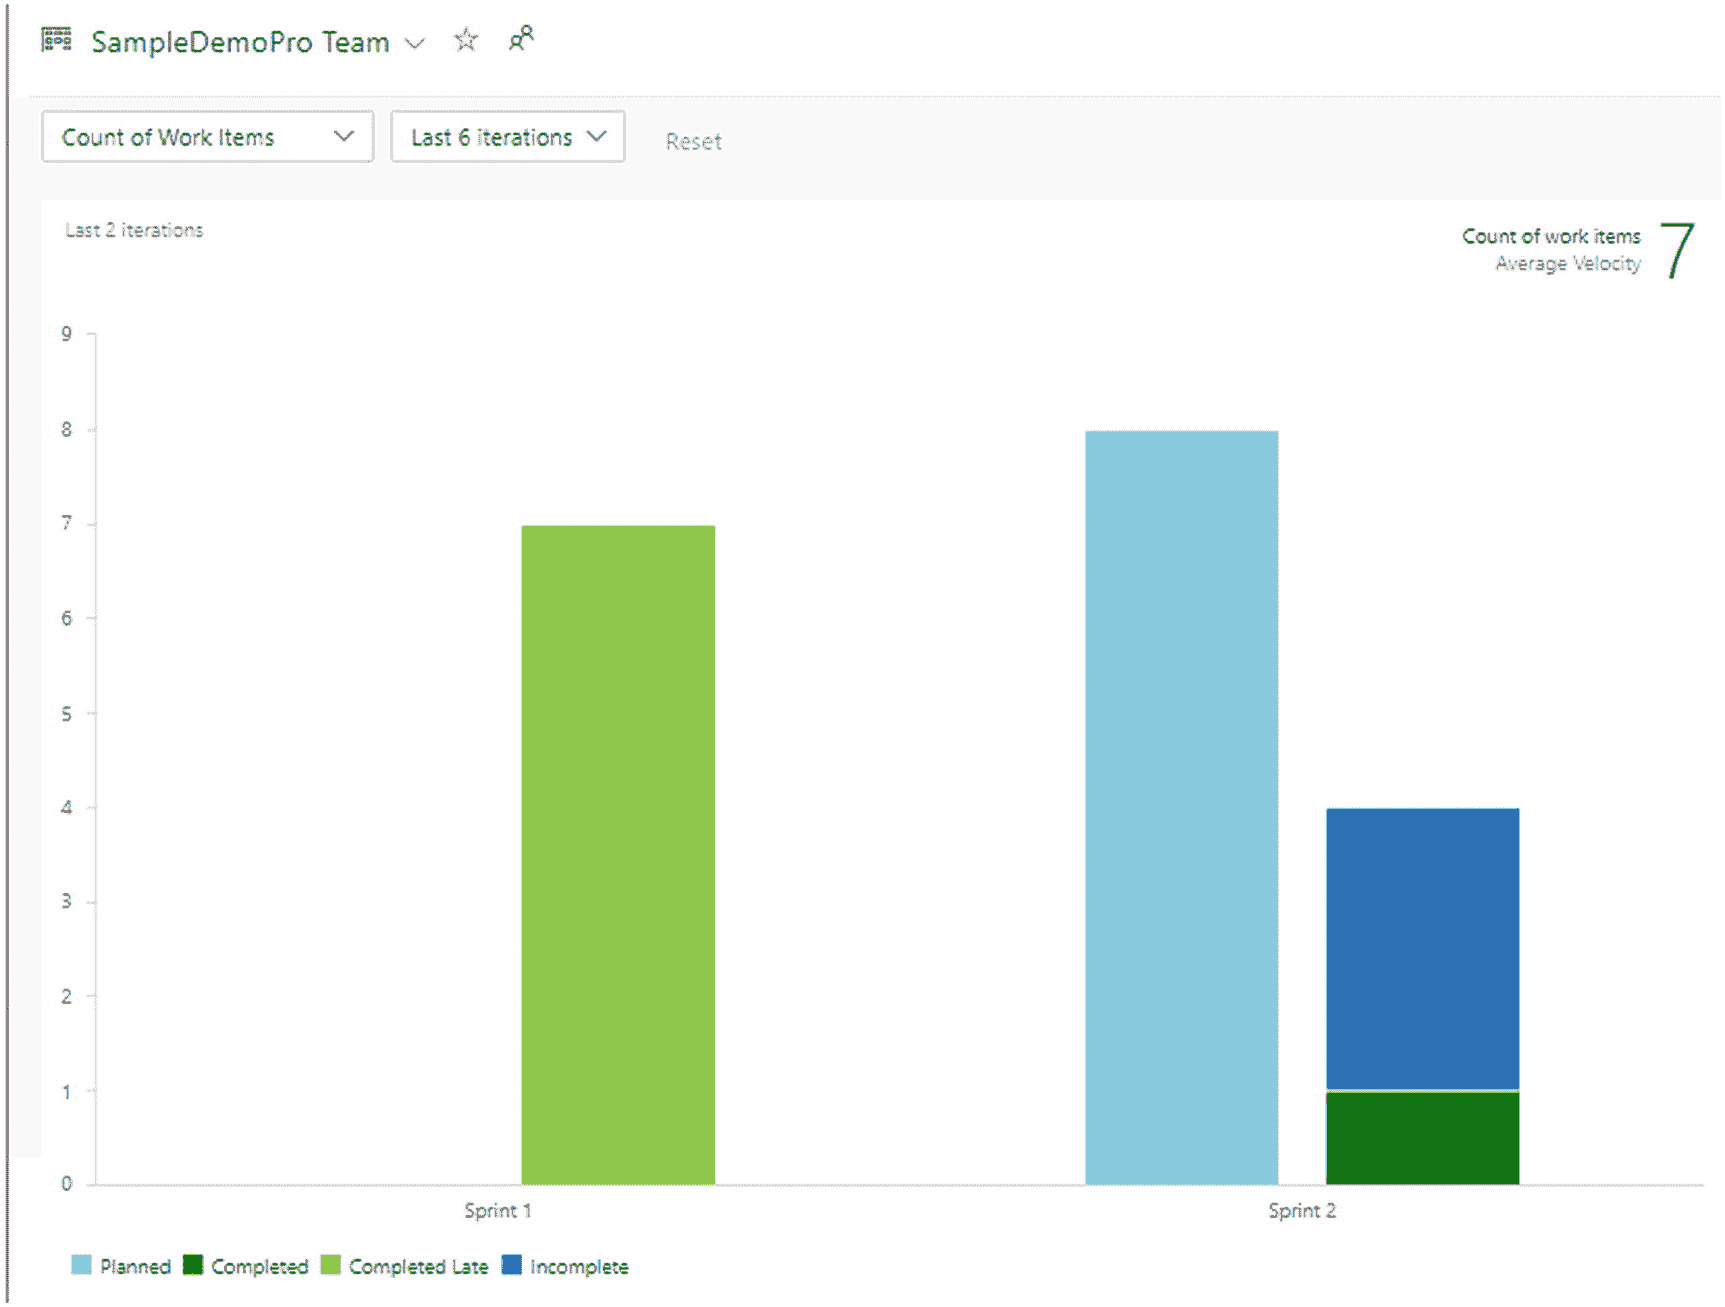 SampleDemoPro Team
Count of Work Items
Last 6 iterations
Reset
Last 2 iterations
Count of work items
Average Velocity
7
9
8
7
6
5
4
3
2
1
0
Sprint 1
Sprint 2
Planned
Completed
Completed Late
Incomplete